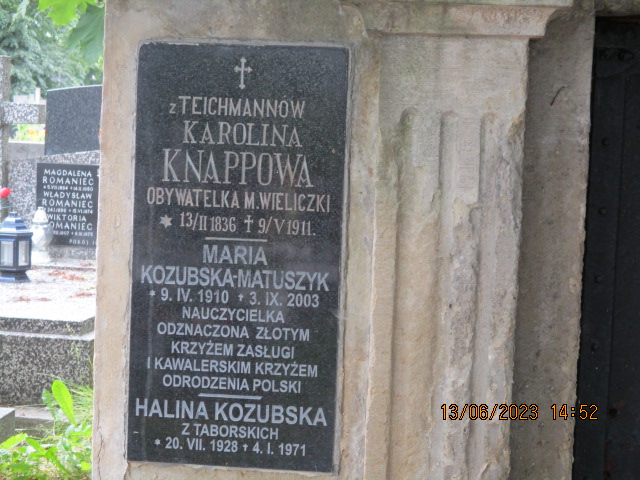 z TEICHMANNÓW
KAROLINA
KNAPPOWA
OBYWATELKA M.WIELICZKI
* 13/II 1836 † 9/V 1911.
MARIA
KOZUBSKA-MATUSZYK
* 9. IV. 1910 † 3. IX. 2003
NAUCZYCIELKA
ODZNACZONA ZŁOTYM
KRZYŻEM ZASŁUGI
I KAWALERSKIM KRZYŻEM
ODRODZENIA POLSKI
HALINA KOZUBSKA
Z TABORSKICH
* 20. VII. 1928 † 4. I. 1971
MAGDALENA
ROMANIEC
WŁADYSŁAW
ROMANIEC
WIKTORIA
ROMANIEC
13/06/2023 14:52